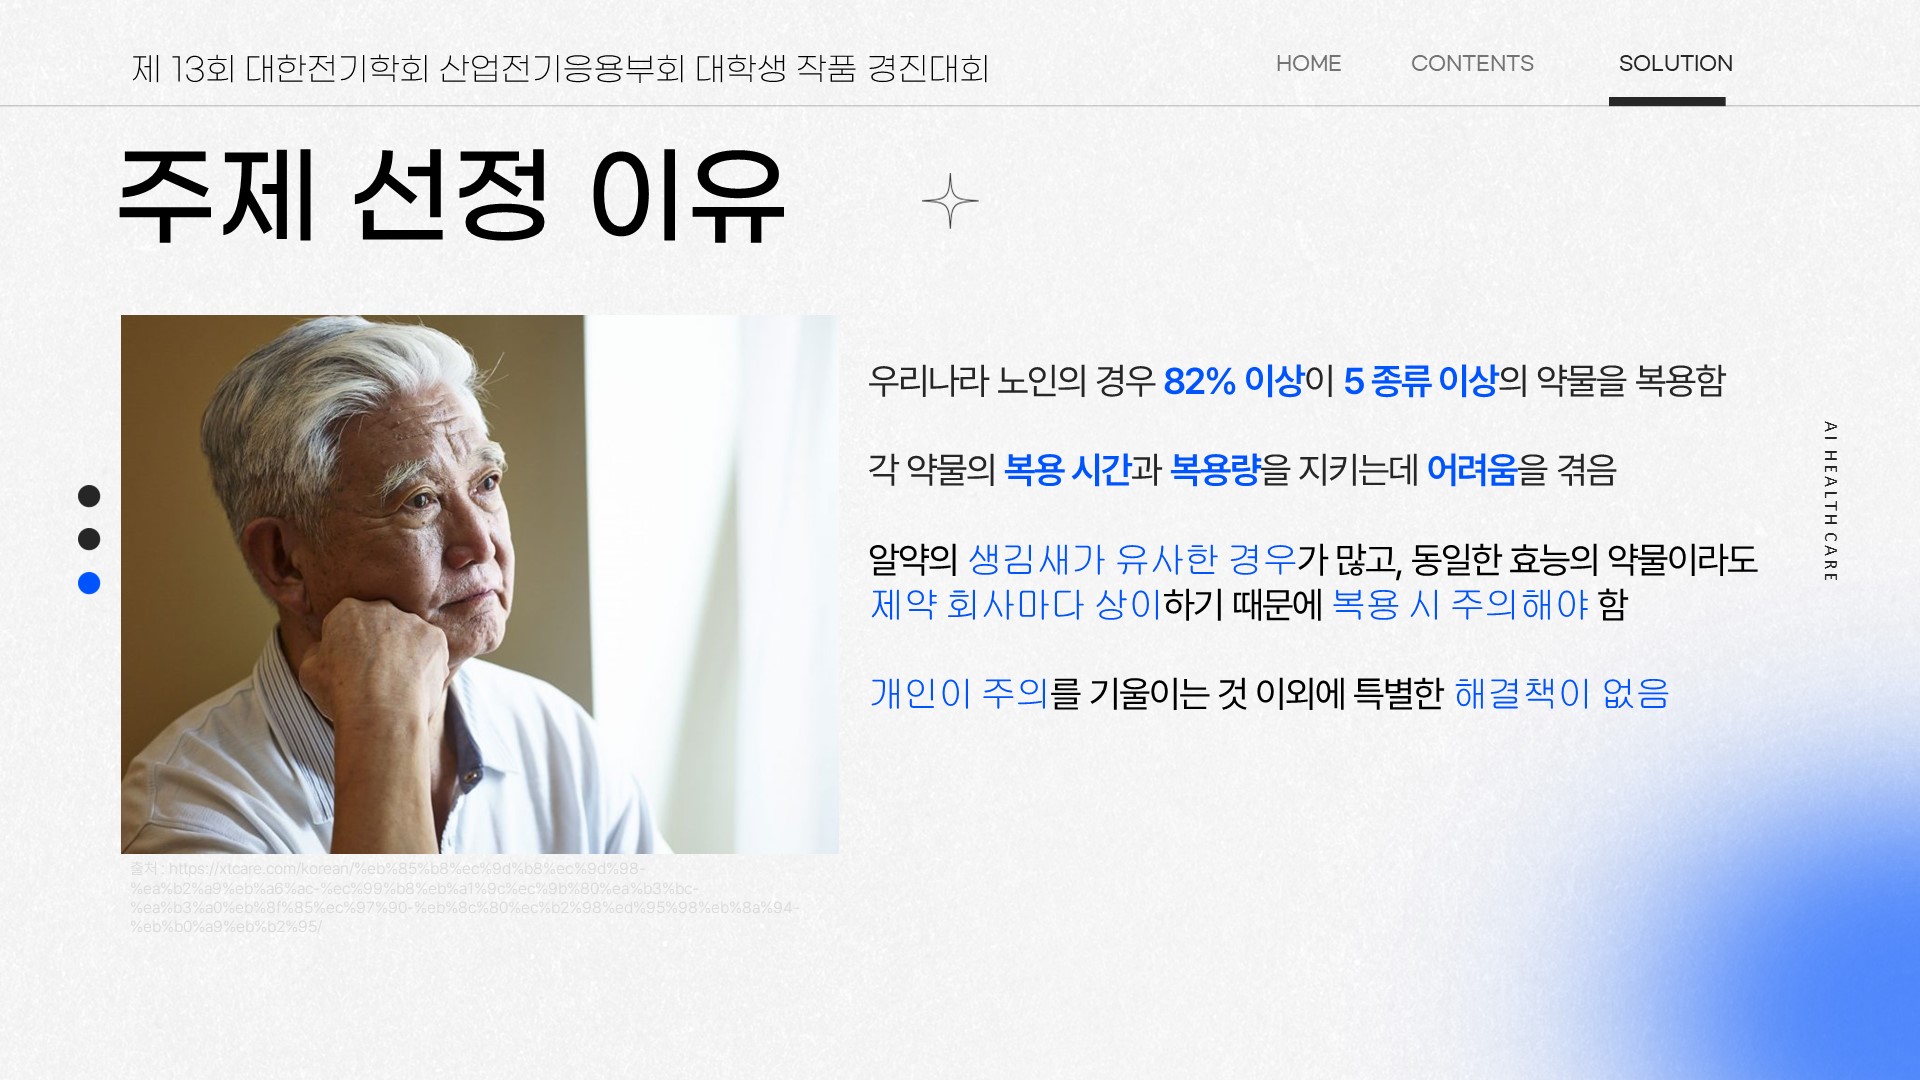 제 13회 대한전기학회 산업전기응용부회 대학생 작품 경진대회
HOME CONTENTS SOLUTION
주제 선정 이유
우리나라 노인의 경우 82% 이상이 5 종류 이상의 약물을 복용함
각 약물의 복용 시간과 복용량을 지키는데 어려움을 겪음
알약의 생김새가 유사한 경우가 많고, 동일한 효능의 약물이라도
제약 회사마다 상이하기 때문에 복용 시 주의해야 함
개인이 주의를 기울이는 것 이외에 특별한 해결책이 없음
AI HEALTH CARE
출처 : https://xtcare.com/korean/%eb%85%b8%ec%9d%b8%ec%9d%98-
%ea%b2%a9%eb%a6%ac-%ec%99%b8%eb%a1%9c%ec%9b%80%ea%b3%bc-
%ea%b3%a0%eb%8f%85%ec%97%90-%eb%8c%80%ec%b2%98%ed%95%98%eb%8a%94-
%eb%b0%a9%eb%b2%95/